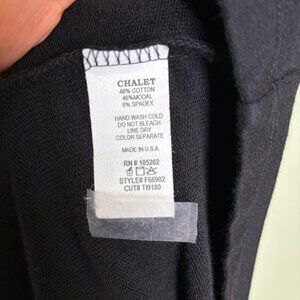 CHALET
46% COTTON
46%MODAL
8% SPADEX
HAND WASH COLD
DO NOT BLEACH
LINE DRY
COLOR SEPARATE
MADE IN U.S.A
RN # 105202
STYLE# F66902
CUT# TI9180